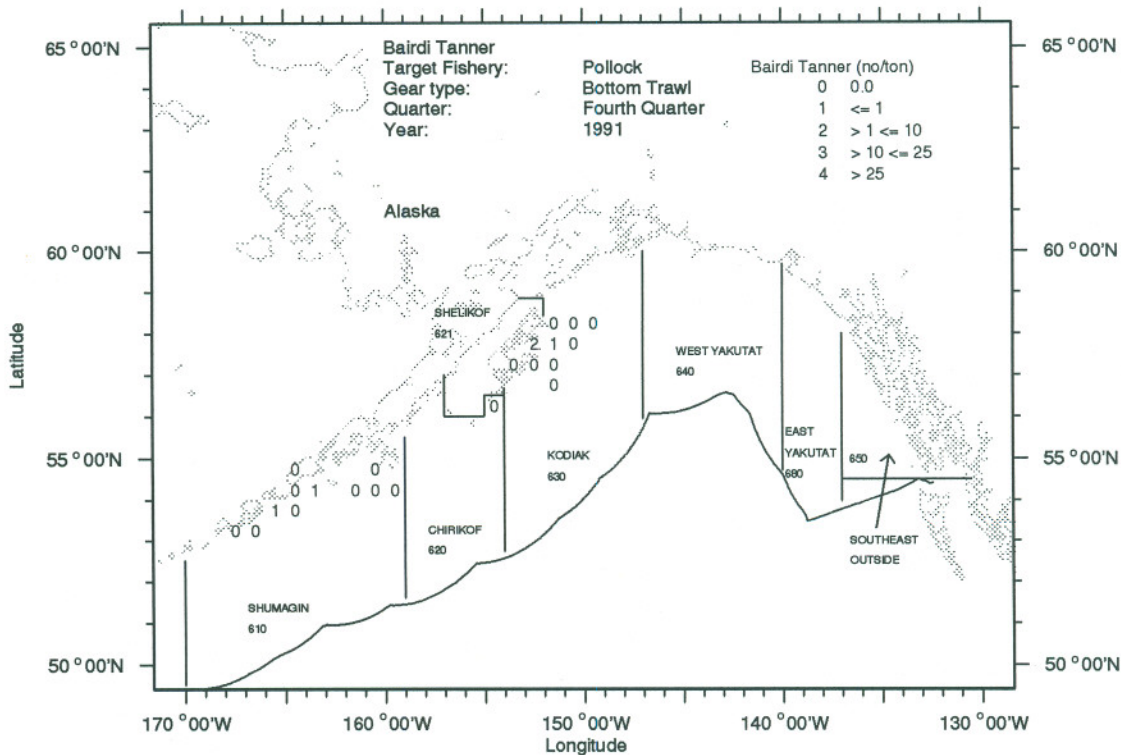 65 °00'N
65 °00'N
Bairdi Tanner
Target Fishery: Pollock
Gear type: Bottom Trawl
Quarter: Fourth Quarter
Year: 1991
Bairdi Tanner (no/ton)
0 0.0
1 <= 1
2 > 1 <= 10
3 > 10 <= 25
4 > 25
Alaska
60 °00'N
60 °00'N
SHELIKOF
621
0 0 0
2 1 0
0 0 0
0
0
WEST YAKUTAT
640
Latitude
EAST
YAKUTAT
680
650
KODIAK
630
55 °00'N
55 °00'N
0 0
0 1 0 0 0
1 0
0 0
CHIRIKOF
620
SOUTHEAST
OUTSIDE
SHUMAGIN
610
50 °00'N
50 °00'N
170 °00'W 160 °00'W 150 °00'W 140 °00'W 130 °00'W
Longitude